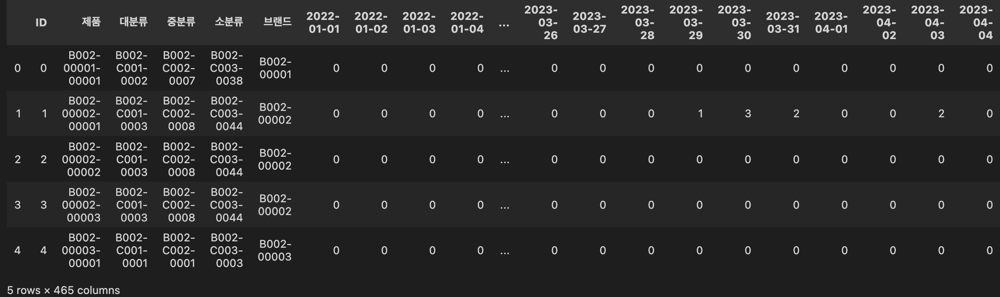 ID 제품 대분류 중분류 소분류 브랜드 2022-01-01 2022-01-02 2022-01-03 2022-01-04 ... 2023-03-26 2023-03-27 2023-03-28 2023-03-29 2023-03-30 2023-03-31 2023-04-01 2023-04-02 2023-04-03 2023-04-04
0 0 B002-00001-00001 B002-C001-0002 B002-C002-0007 B002-C003-0038 B002-00001 0 0 0 0 ... 0 0 0 0 0 0 0 0 0 0
1 1 B002-00002-00001 B002-C001-0003 B002-C002-0008 B002-C003-0044 B002-00002 0 0 0 0 ... 0 0 0 1 3 2 0 0 2 0
2 2 B002-00002-00002 B002-C001-0003 B002-C002-0008 B002-C003-0044 B002-00002 0 0 0 0 ... 0 0 0 0 0 0 0 0 0 0
3 3 B002-00002-00003 B002-C001-0003 B002-C002-0008 B002-C003-0044 B002-00002 0 0 0 0 ... 0 0 0 0 0 0 0 0 0 0
4 4 B002-00003-00001 B002-C001-0001 B002-C002-0001 B002-C003-0003 B002-00003 0 0 0 0 ... 0 0 0 0 0 0 0 0 0 0
5 rows × 465 columns